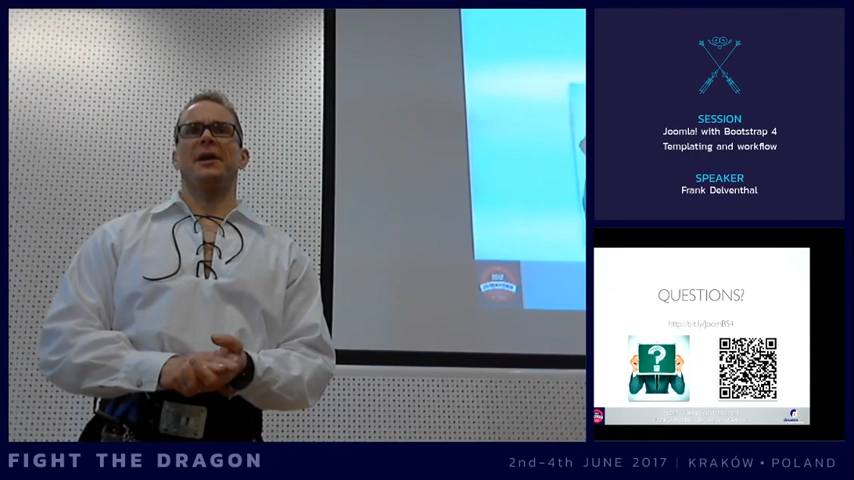 SESSION
Joomla! with Bootstrap 4
Templating and workflow
SPEAKER
Frank Delventhal
QUESTIONS?
http://bit.ly/JoomBS4
FIGHT THE DRAGON
2nd-4th JUNE 2017 | KRAKÓW • POLAND